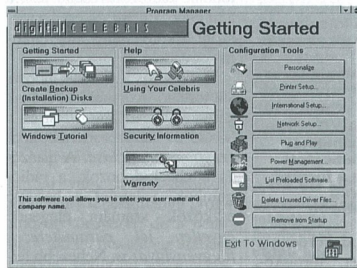 Program Manager
digital CELEBRIS
Getting Started
Getting Started
Create Backup
(Installation) Disks
Windows Tutorial
Help
Using Your Celebris
Security Information
Warranty
Configuration Tools
Personalize
Printer Setup...
International Setup...
Network Setup...
Plug and Play
Power Management...
List Preloaded Software...
Delete Unused Driver Files...
Remove from Startup
This software tool allows you to enter your user name and
company name.
Exit To Windows